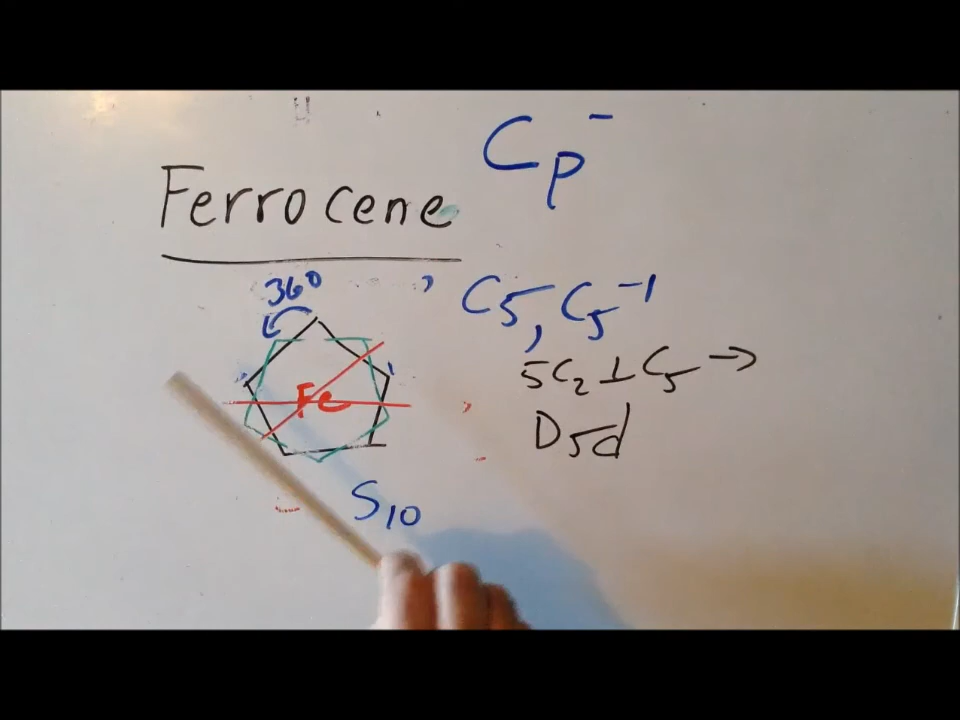 Cp⁻
Ferrocene
36°
C₅, C₅⁻¹
5C₂ ⊥ C₅ →
Fe
D₅d
S₁₀